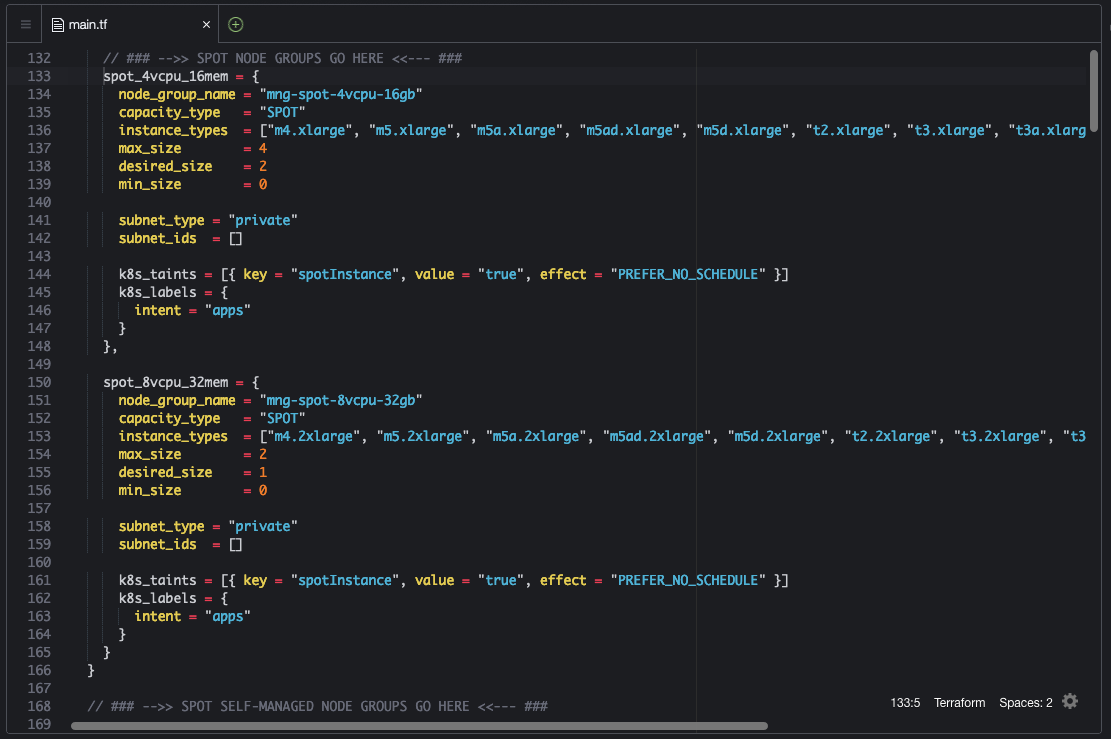 main.tf
132 // ### -->> SPOT NODE GROUPS GO HERE <<--- ###
133 spot_4vcpu_16mem = {
134 node_group_name = "mng-spot-4vcpu-16gb"
135 capacity_type = "SPOT"
136 instance_types = ["m4.xlarge", "m5.xlarge", "m5a.xlarge", "m5ad.xlarge", "m5d.xlarge", "t2.xlarge", "t3.xlarge", "t3a.xlarg
137 max_size = 4
138 desired_size = 2
139 min_size = 0
140
141 subnet_type = "private"
142 subnet_ids = []
143
144 k8s_taints = [{ key = "spotInstance", value = "true", effect = "PREFER_NO_SCHEDULE" }]
145 k8s_labels = {
146 intent = "apps"
147 }
148 },
149
150 spot_8vcpu_32mem = {
151 node_group_name = "mng-spot-8vcpu-32gb"
152 capacity_type = "SPOT"
153 instance_types = ["m4.2xlarge", "m5.2xlarge", "m5a.2xlarge", "m5ad.2xlarge", "m5d.2xlarge", "t2.2xlarge", "t3.2xlarge", "t3
154 max_size = 2
155 desired_size = 1
156 min_size = 0
157
158 subnet_type = "private"
159 subnet_ids = []
160
161 k8s_taints = [{ key = "spotInstance", value = "true", effect = "PREFER_NO_SCHEDULE" }]
162 k8s_labels = {
163 intent = "apps"
164 }
165 }
166 }
167
168 // ### -->> SPOT SELF-MANAGED NODE GROUPS GO HERE <<--- ###
169
133:5 Terraform Spaces: 2